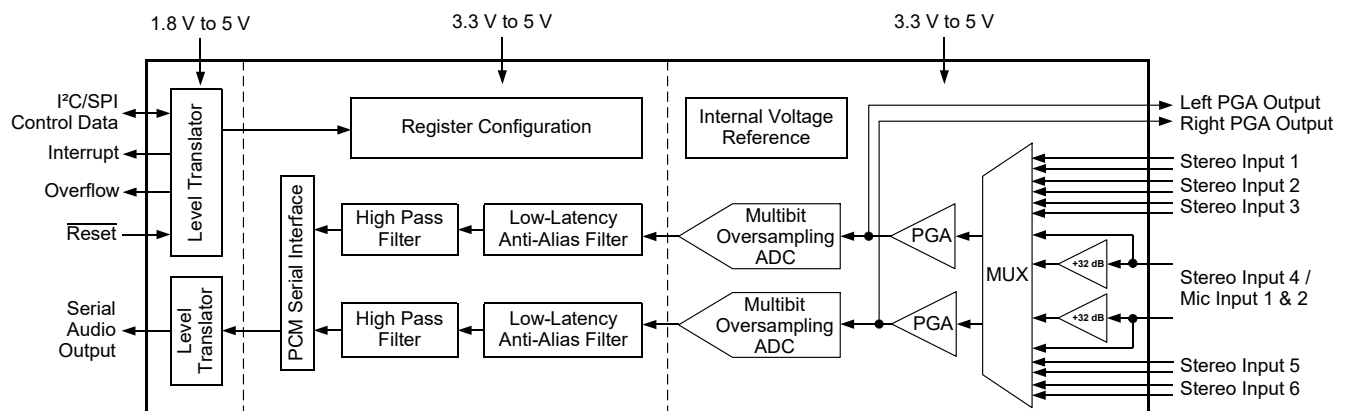 1.8 V to 5 V
3.3 V to 5 V
3.3 V to 5 V
I²C/SPI
Control Data
Interrupt
Overflow
Reset
Serial
Audio
Output
Level Translator
Level
Translator
Register Configuration
PCM Serial Interface
High Pass
Filter
Low-Latency
Anti-Alias Filter
High Pass
Filter
Low-Latency
Anti-Alias Filter
Internal Voltage
Reference
Multibit
Oversampling
ADC
Multibit
Oversampling
ADC
PGA
PGA
MUX
+32 dB
+32 dB
Left PGA Output
Right PGA Output
Stereo Input 1
Stereo Input 2
Stereo Input 3
Stereo Input 4 /
Mic Input 1 & 2
Stereo Input 5
Stereo Input 6